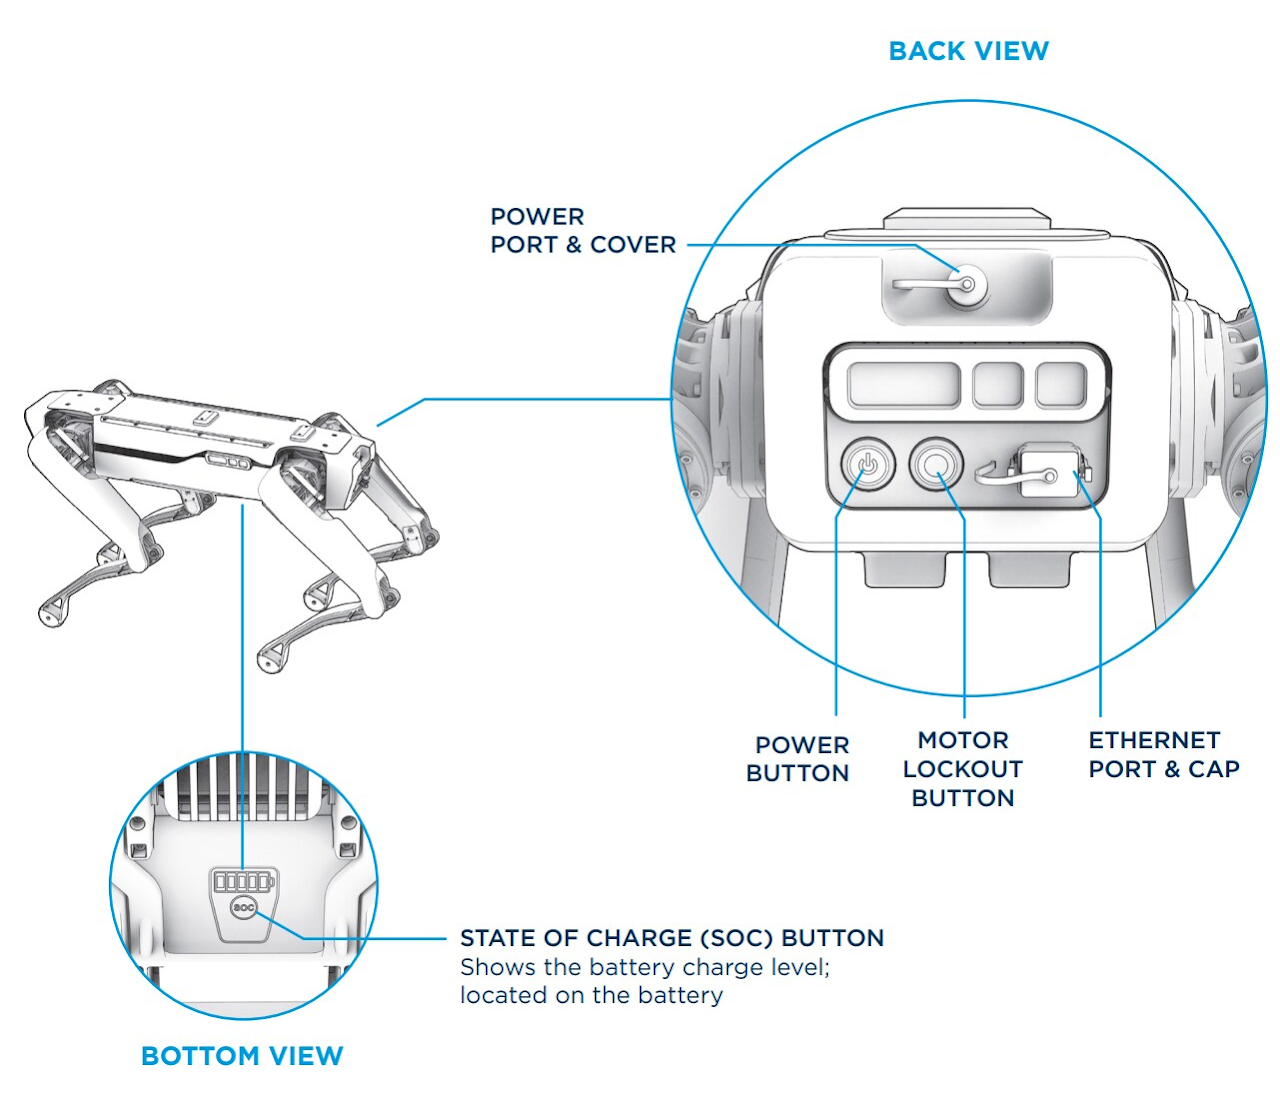 BACK VIEW
POWER
PORT & COVER
POWER
BUTTON
MOTOR
LOCKOUT
BUTTON
ETHERNET
PORT & CAP
SOC
STATE OF CHARGE (SOC) BUTTON
Shows the battery charge level;
located on the battery
BOTTOM VIEW